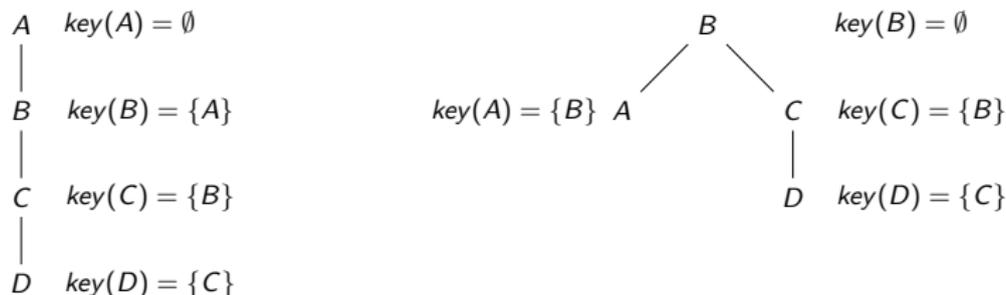 A key(A) = ∅
B key(B) = {A}
C key(C) = {B}
D key(D) = {C}
B key(B) = ∅
key(A) = {B} A C key(C) = {B}
D key(D) = {C}